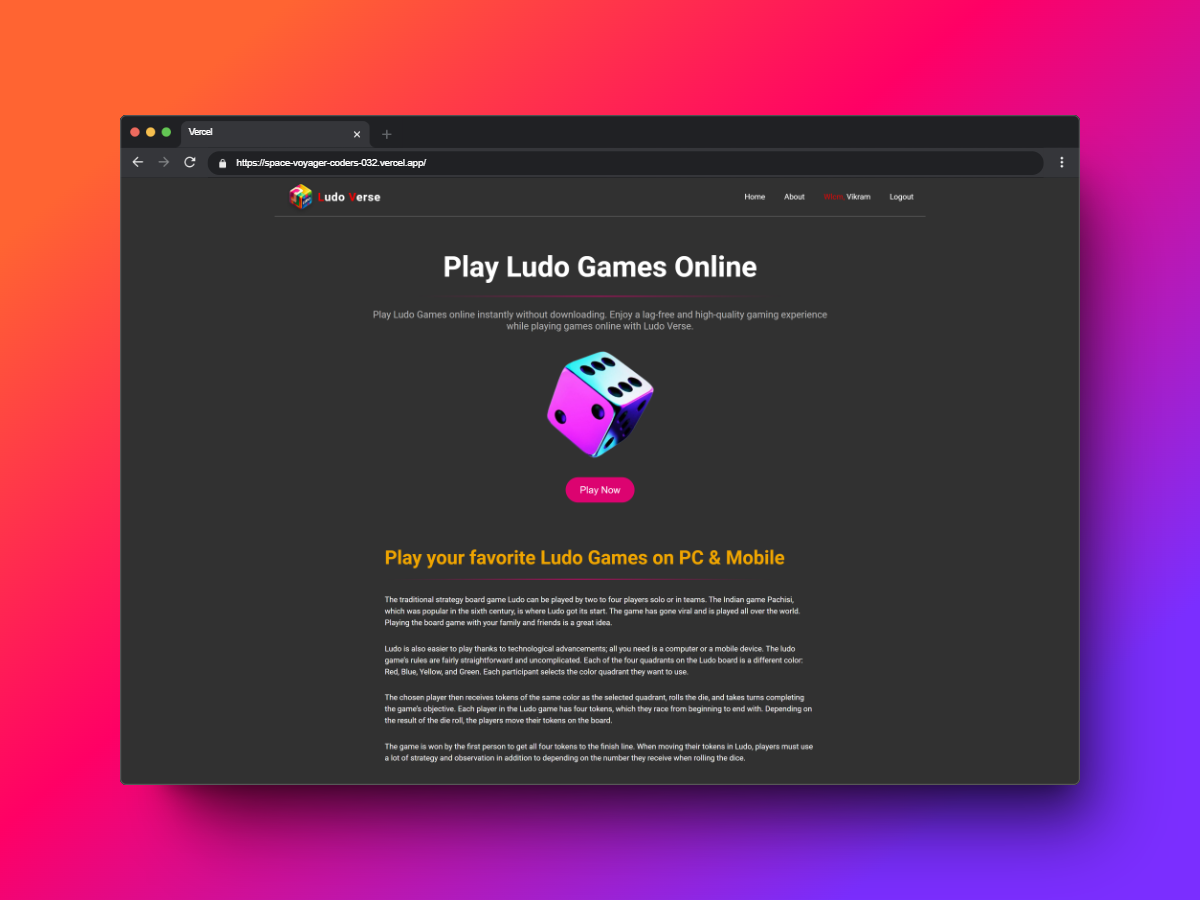 Vercel
https://space-voyager-coders-032.vercel.app/
Ludo Verse
Home About Vikram Logout
Play Ludo Games Online
Play Ludo Games online instantly without downloading. Enjoy a lag-free and high-quality gaming experience
while playing games online with Ludo Verse.
Play Now
Play your favorite Ludo Games on PC & Mobile
The traditional strategy board game Ludo can be played by two to four players solo or in teams. The Indian game Pachisi,
which was popular in the sixth century, is where Ludo got its start. The game has gone viral and is played all over the world.
Playing the board game with your family and friends is a great idea.
Ludo is also easier to play thanks to technological advancements; all you need is a computer or a mobile device. The ludo
game's rules are fairly straightforward and uncomplicated. Each of the four quadrants on the Ludo board is a different color:
Red, Blue, Yellow, and Green. Each participant selects the color quadrant they want to use.
The chosen player then receives tokens of the same color as the selected quadrant, rolls the die, and takes turns completing
the game's objective. Each player in the Ludo game has four tokens, which they race from beginning to end with. Depending on
the result of the die roll, the players move their tokens on the board.
The game is won by the first person to get all four tokens to the finish line. When moving their tokens in Ludo, players must use
a lot of strategy and observation in addition to depending on the number they receive when rolling the dice.